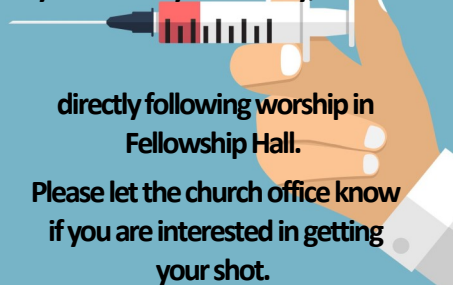 directly following worship in
Fellowship Hall.
Please let the church office know
if you are interested in getting
your shot.